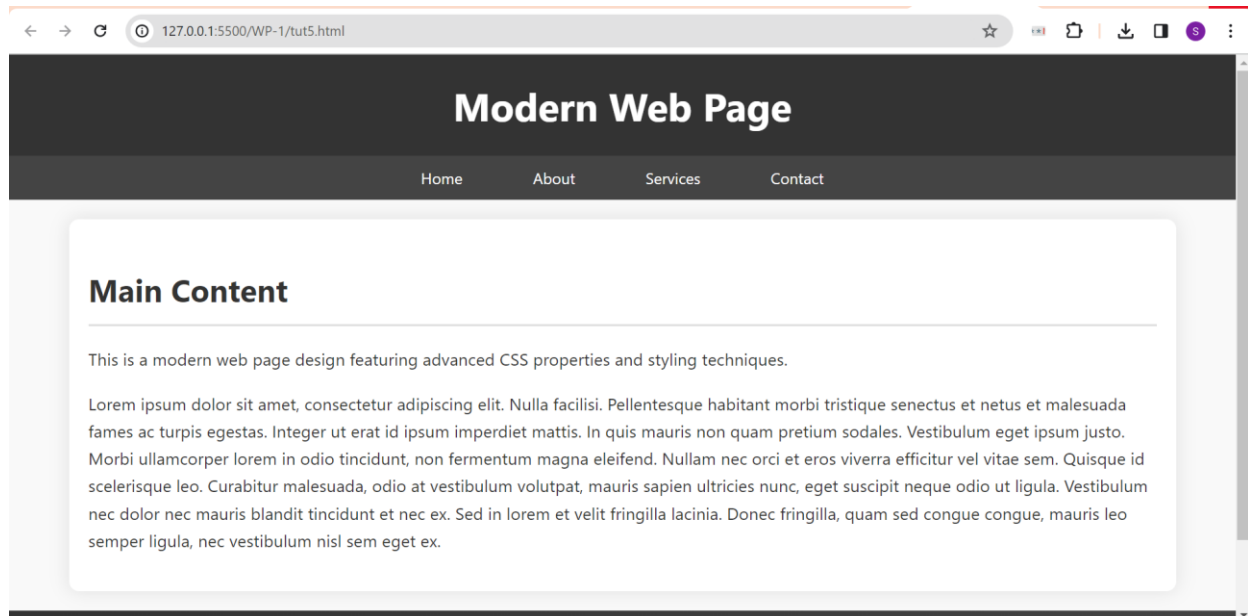 127.0.0.1:5500/WP-1/tut5.html
S
Modern Web Page
Home About Services Contact
Main Content
This is a modern web page design featuring advanced CSS properties and styling techniques.
Lorem ipsum dolor sit amet, consectetur adipiscing elit. Nulla facilisi. Pellentesque habitant morbi tristique senectus et netus et malesuada
fames ac turpis egestas. Integer ut erat id ipsum imperdiet mattis. In quis mauris non quam pretium sodales. Vestibulum eget ipsum justo.
Morbi ullamcorper lorem in odio tincidunt, non fermentum magna eleifend. Nullam nec orci et eros viverra efficitur vel vitae sem. Quisque id
scelerisque leo. Curabitur malesuada, odio at vestibulum volutpat, mauris sapien ultricies nunc, eget suscipit neque odio ut ligula. Vestibulum
nec dolor nec mauris blandit tincidunt et nec ex. Sed in lorem et velit fringilla lacinia. Donec fringilla, quam sed congue congue, mauris leo
semper ligula, nec vestibulum nisl sem eget ex.